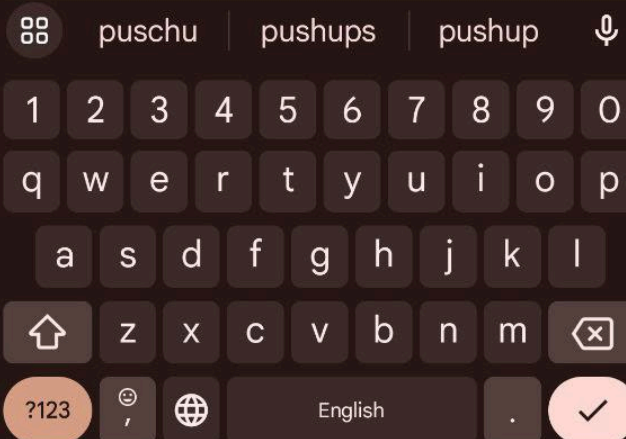 puschu pushups pushup
1 2 3 4 5 6 7 8 9 0
q w e r t y u i o p
a s d f g h j k l
z x c v b n m
?123 , English .